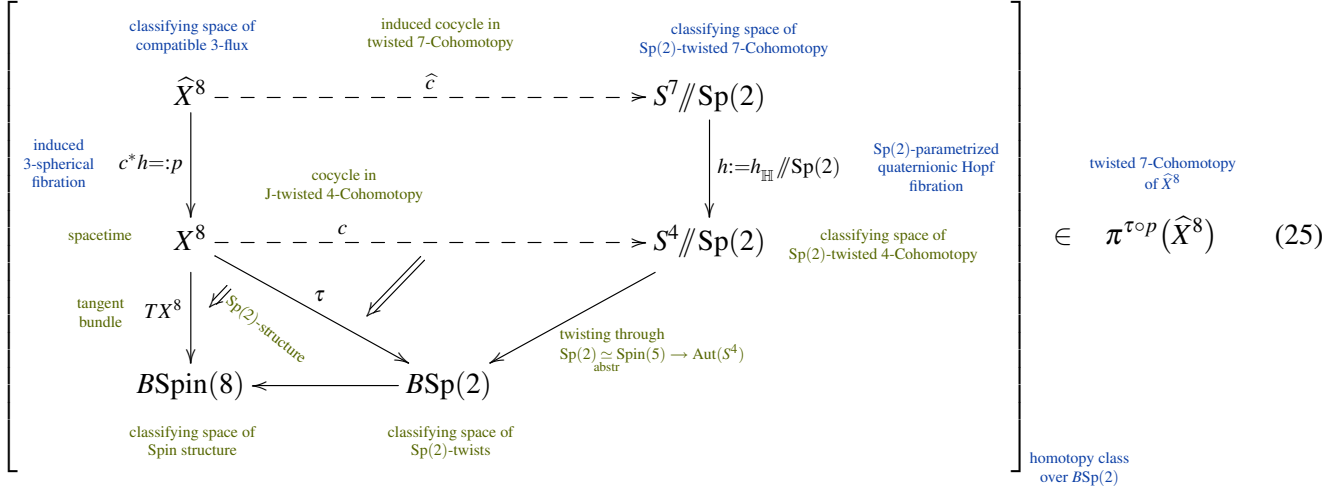 classifying space of
compatible 3-flux
induced cocycle in
twisted 7-Cohomotopy
classifying space of
Sp(2)-twisted 7-Cohomotopy
X̂⁸
ĉ
S⁷⫽Sp(2)
induced
3-spherical
fibration
c*h=:p
h:=h_ℍ⫽Sp(2)
Sp(2)-parametrized
quaternionic Hopf
fibration
cocycle in
J-twisted 4-Cohomotopy
twisted 7-Cohomotopy
of X̂⁸
spacetime
X⁸
c
S⁴⫽Sp(2)
classifying space of
Sp(2)-twisted 4-Cohomotopy
∈ π^{τ∘p}(X̂⁸) (25)
tangent
bundle
TX⁸
Sp(2)-structure
τ
twisting through
Sp(2) ≃ Spin(5) → Aut(S⁴)
abstr
BSpin(8)
BSp(2)
classifying space of
Spin structure
classifying space of
Sp(2)-twists
homotopy class
over BSp(2)